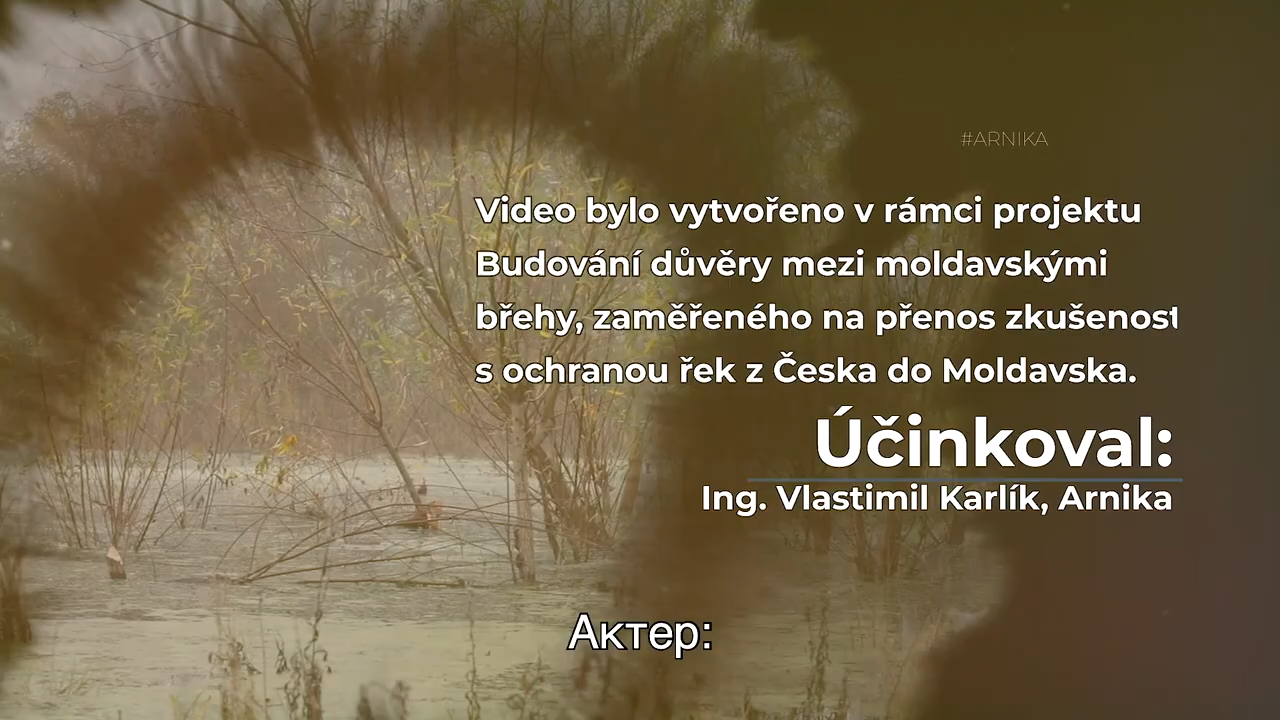 #ARNIKA
Video bylo vytvořeno v rámci projektu
Budování důvěry mezi moldavskými
břehy, zaměřeného na přenos zkušenost
s ochranou řek z Česka do Moldavska.
Účinkoval:
Ing. Vlastimil Karlík, Arnika
Актер: